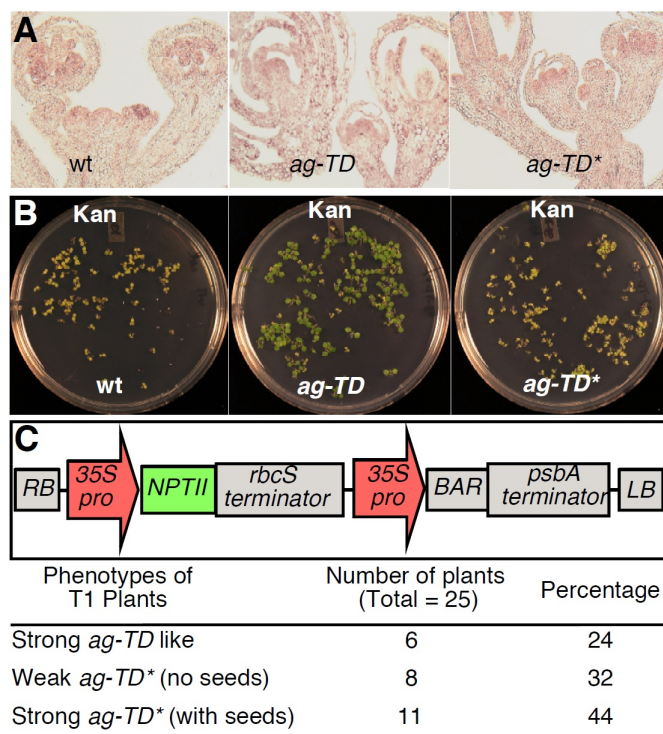 A
wt
ag-TD
ag-TD*
B
Kan
Kan
Kan
wt
ag-TD
ag-TD*
C
RB
35S
pro
NPTII
rbcS
terminator
35S
pro
BAR
psbA
terminator
LB
Phenotypes of
T1 Plants
Number of plants
(Total = 25)
Percentage
Strong ag-TD like 6 24
Weak ag-TD* (no seeds) 8 32
Strong ag-TD* (with seeds) 11 44